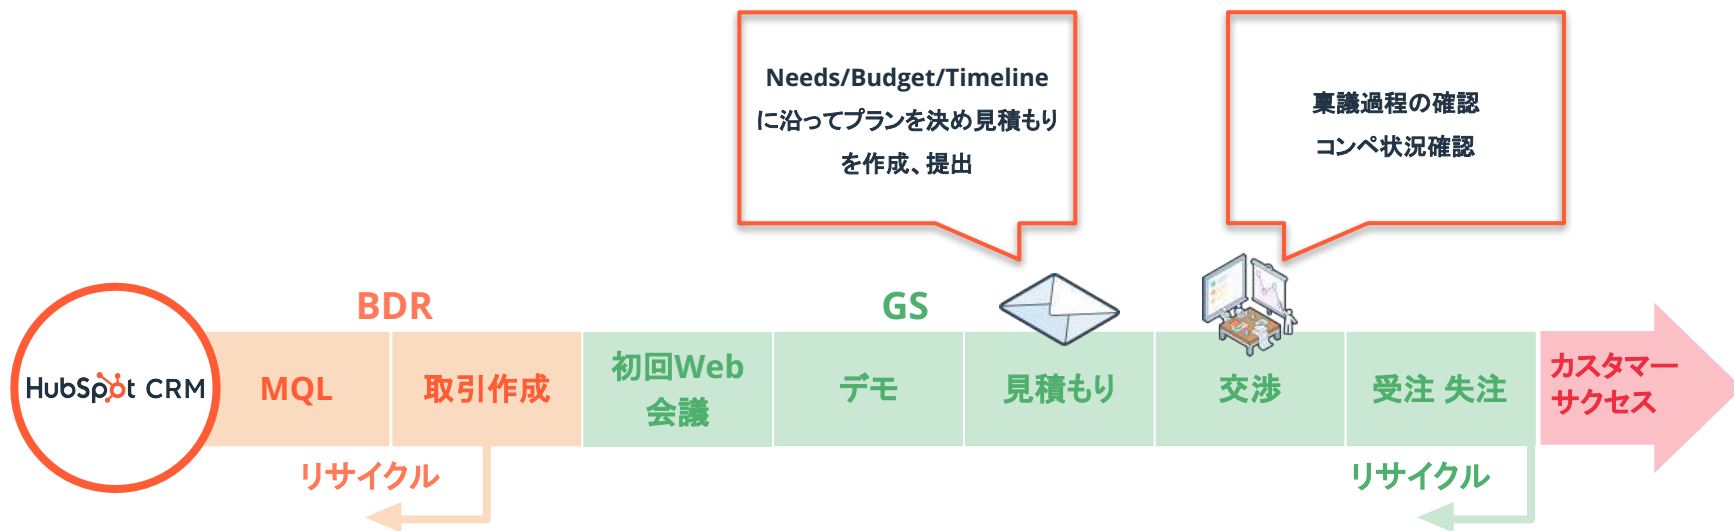 Needs/Budget/Timeline
に沿ってプランを決め見積もり
を作成、提出
稟議過程の確認
コンペ状況確認
BDR
GS
HubSpot CRM
MQL
取引作成
初回Web
会議
デモ
見積もり
交渉
受注 失注
カスタマー
サクセス
リサイクル
リサイクル